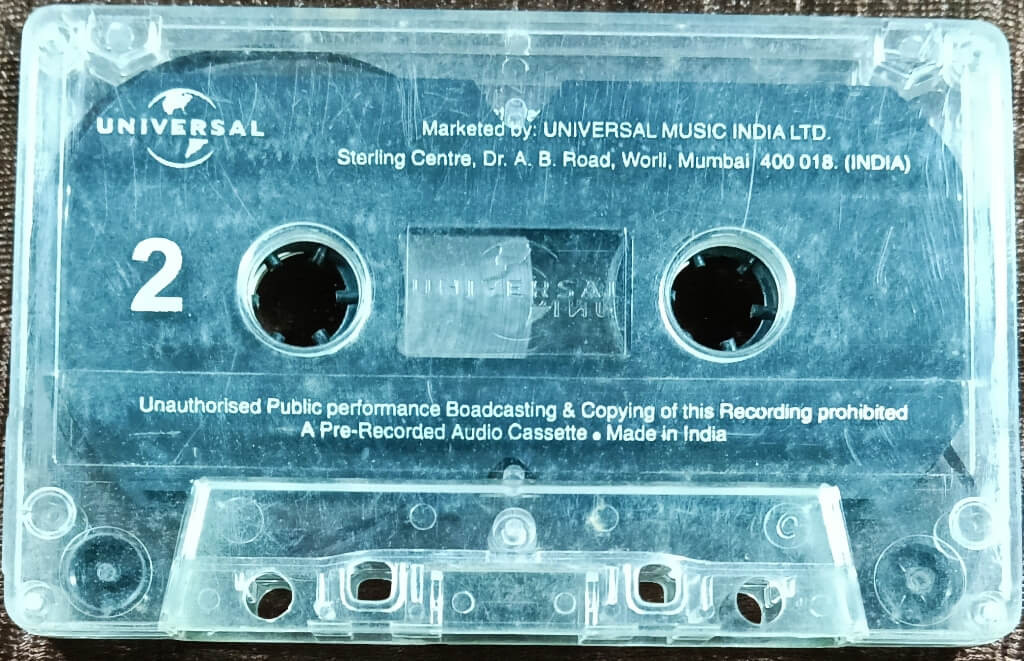 UNIVERSAL
Marketed by: UNIVERSAL MUSIC INDIA LTD.
Sterling Centre, Dr. A. B. Road, Worli, Mumbai 400 018. (INDIA)
2
UNIVERSAL
Unauthorised Public performance Boadcasting & Copying of this Recording prohibited
A Pre-Recorded Audio Cassette • Made in India